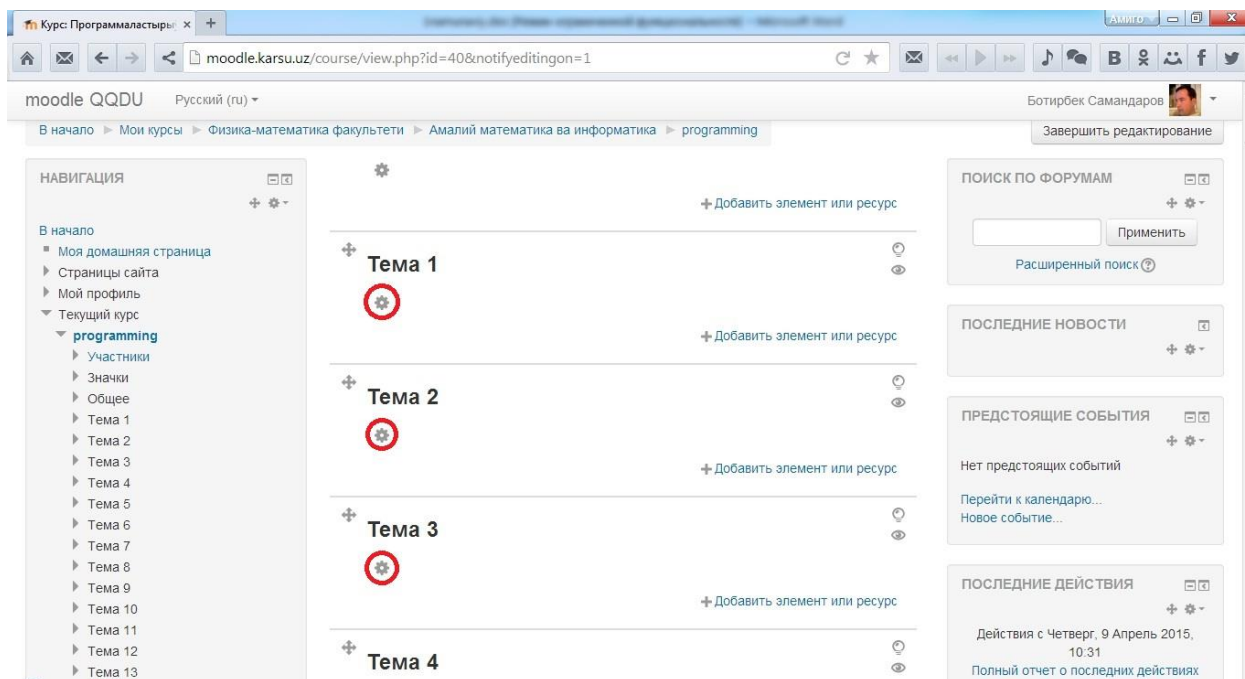 Курс: Программаластыры
Амиго
moodle.karsu.uz/course/view.php?id=40&notifyeditingon=1
moodle QQDU
Русский (ru)
Ботирбек Самандаров
В начало
Мои курсы
Физика-математика факультети
Амалий математика ва информатика
programming
Завершить редактирование
НАВИГАЦИЯ
В начало
Моя домашняя страница
Страницы сайта
Мой профиль
Текущий курс
programming
Участники
Значки
Общее
Тема 1
Тема 2
Тема 3
Тема 4
Тема 5
Тема 6
Тема 7
Тема 8
Тема 9
Тема 10
Тема 11
Тема 12
Тема 13
Добавить элемент или ресурс
Тема 1
Добавить элемент или ресурс
Тема 2
Добавить элемент или ресурс
Тема 3
Добавить элемент или ресурс
Тема 4
ПОИСК ПО ФОРУМАМ
Применить
Расширенный поиск
ПОСЛЕДНИЕ НОВОСТИ
ПРЕДСТОЯЩИЕ СОБЫТИЯ
Нет предстоящих событий
Перейти к календарю...
Новое событие...
ПОСЛЕДНИЕ ДЕЙСТВИЯ
Действия с Четверг, 9 Апрель 2015,
10:31
Полный отчет о последних действиях